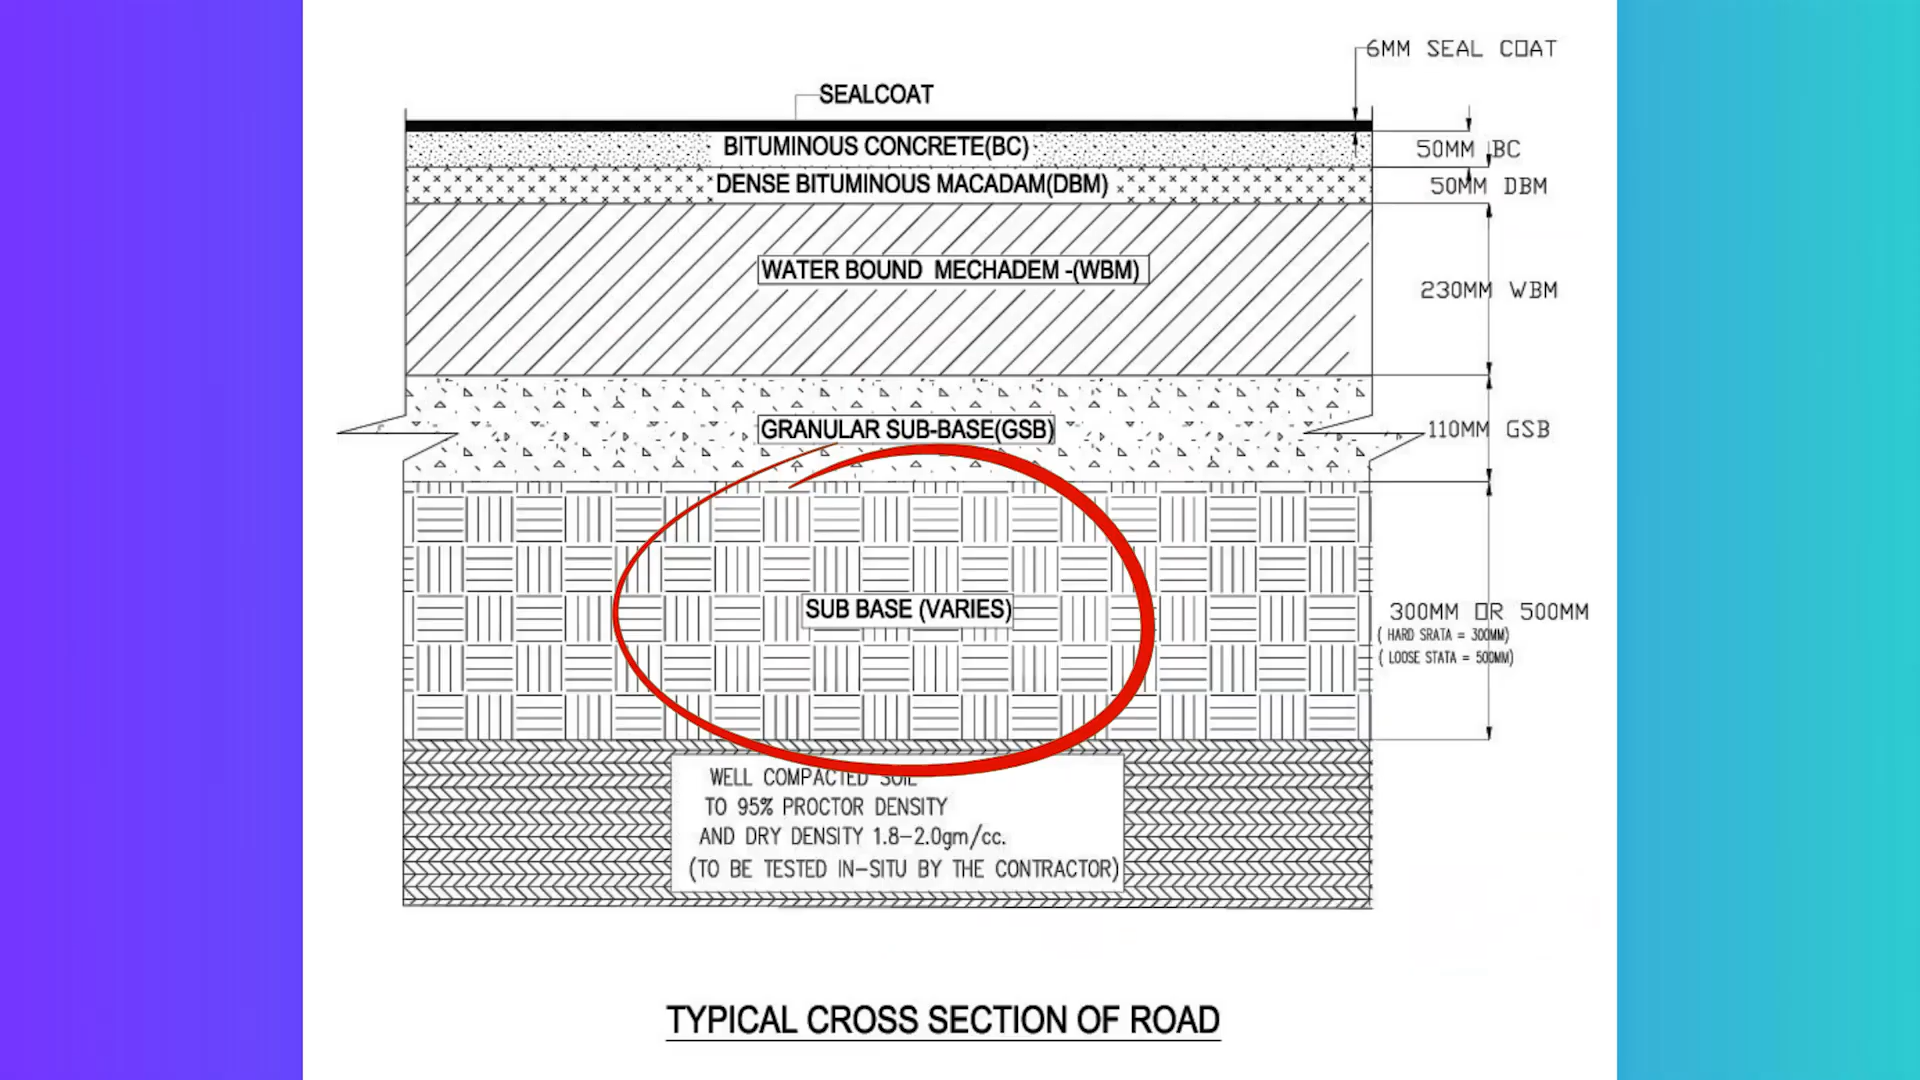 6MM SEAL COAT
SEALCOAT
BITUMINOUS CONCRETE(BC)
50MM BC
DENSE BITUMINOUS MACADAM(DBM)
50MM DBM
WATER BOUND MECHADEM -(WBM)
230MM WBM
GRANULAR SUB-BASE(GSB)
110MM GSB
SUB BASE (VARIES)
300MM OR 500MM
( HARD SRATA = 300MM)
( LOOSE STATA = 500MM)
WELL COMPACTED SOIL
TO 95% PROCTOR DENSITY
AND DRY DENSITY 1.8-2.0gm/cc.
(TO BE TESTED IN-SITU BY THE CONTRACTOR)
TYPICAL CROSS SECTION OF ROAD